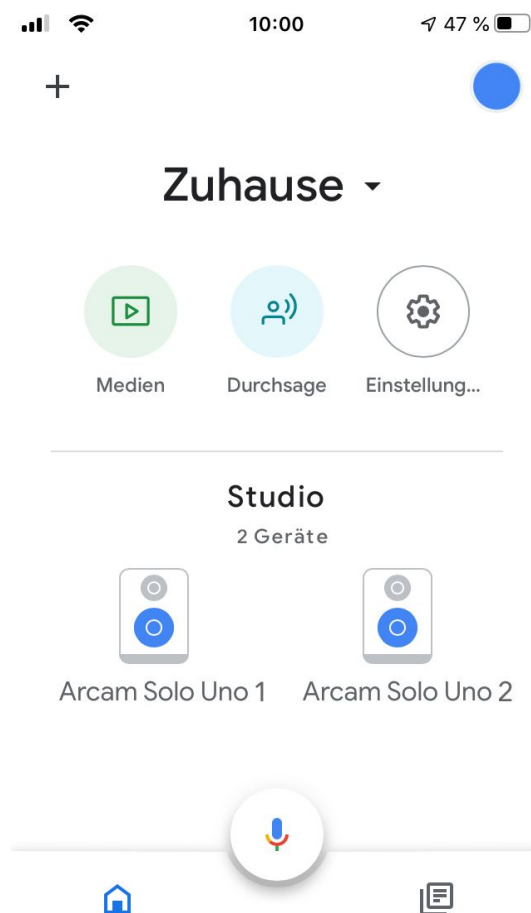 10:00
47 %
Zuhause
Medien
Durchsage
Einstellung...
Studio
2 Geräte
Arcam Solo Uno 1
Arcam Solo Uno 2